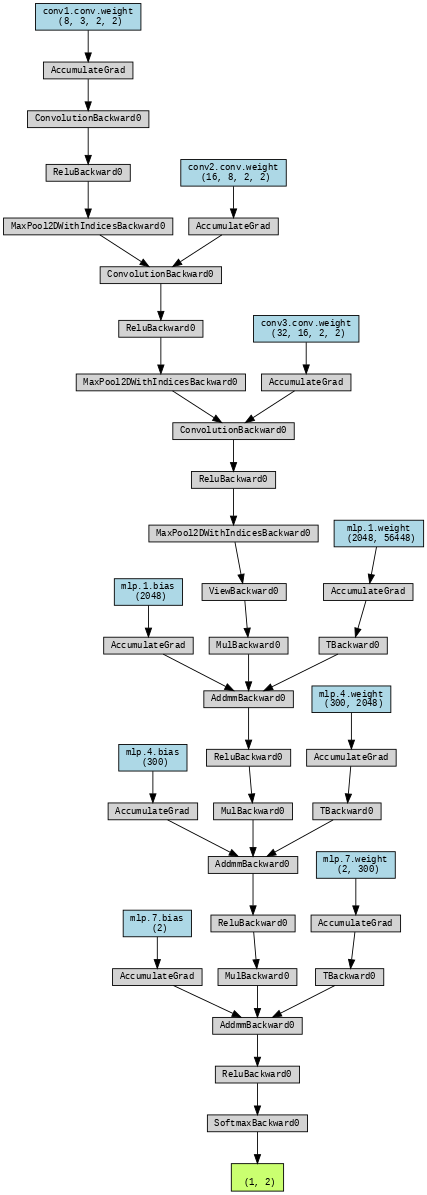 conv1.conv.weight
(8, 3, 2, 2)
AccumulateGrad
ConvolutionBackward0
ReluBackward0
conv2.conv.weight
(16, 8, 2, 2)
MaxPool2DWithIndicesBackward0
AccumulateGrad
ConvolutionBackward0
ReluBackward0
conv3.conv.weight
(32, 16, 2, 2)
MaxPool2DWithIndicesBackward0
AccumulateGrad
ConvolutionBackward0
ReluBackward0
MaxPool2DWithIndicesBackward0
mlp.1.weight
(2048, 56448)
mlp.1.bias
(2048)
ViewBackward0
AccumulateGrad
AccumulateGrad
MulBackward0
TBackward0
AddmmBackward0
mlp.4.weight
(300, 2048)
mlp.4.bias
(300)
ReluBackward0
AccumulateGrad
AccumulateGrad
MulBackward0
TBackward0
AddmmBackward0
mlp.7.weight
(2, 300)
mlp.7.bias
(2)
ReluBackward0
AccumulateGrad
AccumulateGrad
MulBackward0
TBackward0
AddmmBackward0
ReluBackward0
SoftmaxBackward0
(1, 2)